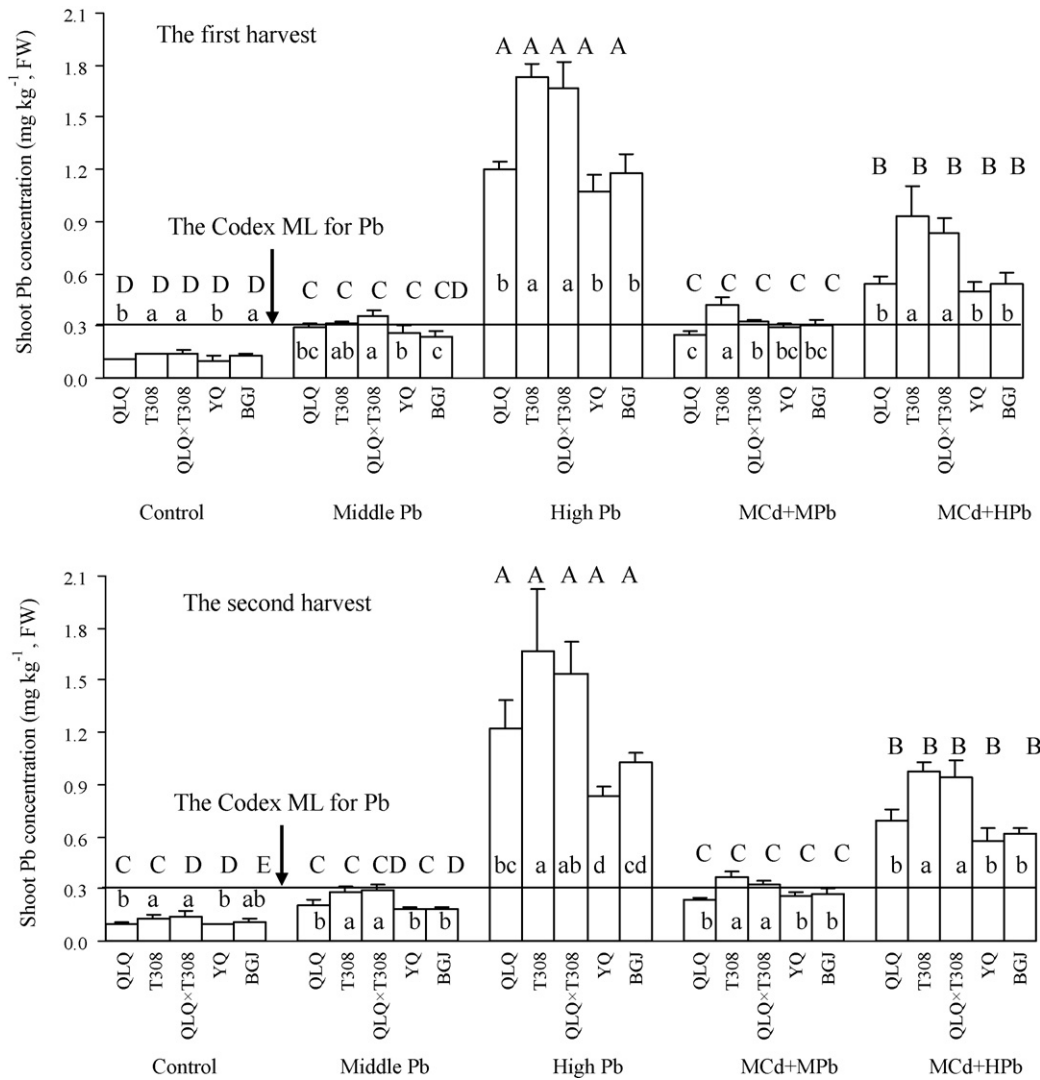 The first harvest
Shoot Pb concentration (mg kg⁻¹, FW)
2.1
1.8
1.5
1.2
0.9
0.6
0.3
0.0
The Codex ML for Pb
A A A A A
B B B B B
D D D D D
C C C C CD
C C C C C
b a a b a
bc ab a b c
b a a b b
c a b bc bc
b a a b b
QLQ T308 QLQ×T308 YQ BGJ
QLQ T308 QLQ×T308 YQ BGJ
QLQ T308 QLQ×T308 YQ BGJ
QLQ T308 QLQ×T308 YQ BGJ
QLQ T308 QLQ×T308 YQ BGJ
Control Middle Pb High Pb MCd+MPb MCd+HPb
The second harvest
Shoot Pb concentration (mg kg⁻¹, FW)
2.1
1.8
1.5
1.2
0.9
0.6
0.3
0.0
The Codex ML for Pb
A A A A A
B B B B B
C C D D E
C C CD C D
C C C C C
b a a b ab
b a a b b
bc a ab d cd
b a a b b
b a a b b
QLQ T308 QLQ×T308 YQ BGJ
QLQ T308 QLQ×T308 YQ BGJ
QLQ T308 QLQ×T308 YQ BGJ
QLQ T308 QLQ×T308 YQ BGJ
QLQ T308 QLQ×T308 YQ BGJ
Control Middle Pb High Pb MCd+MPb MCd+HPb